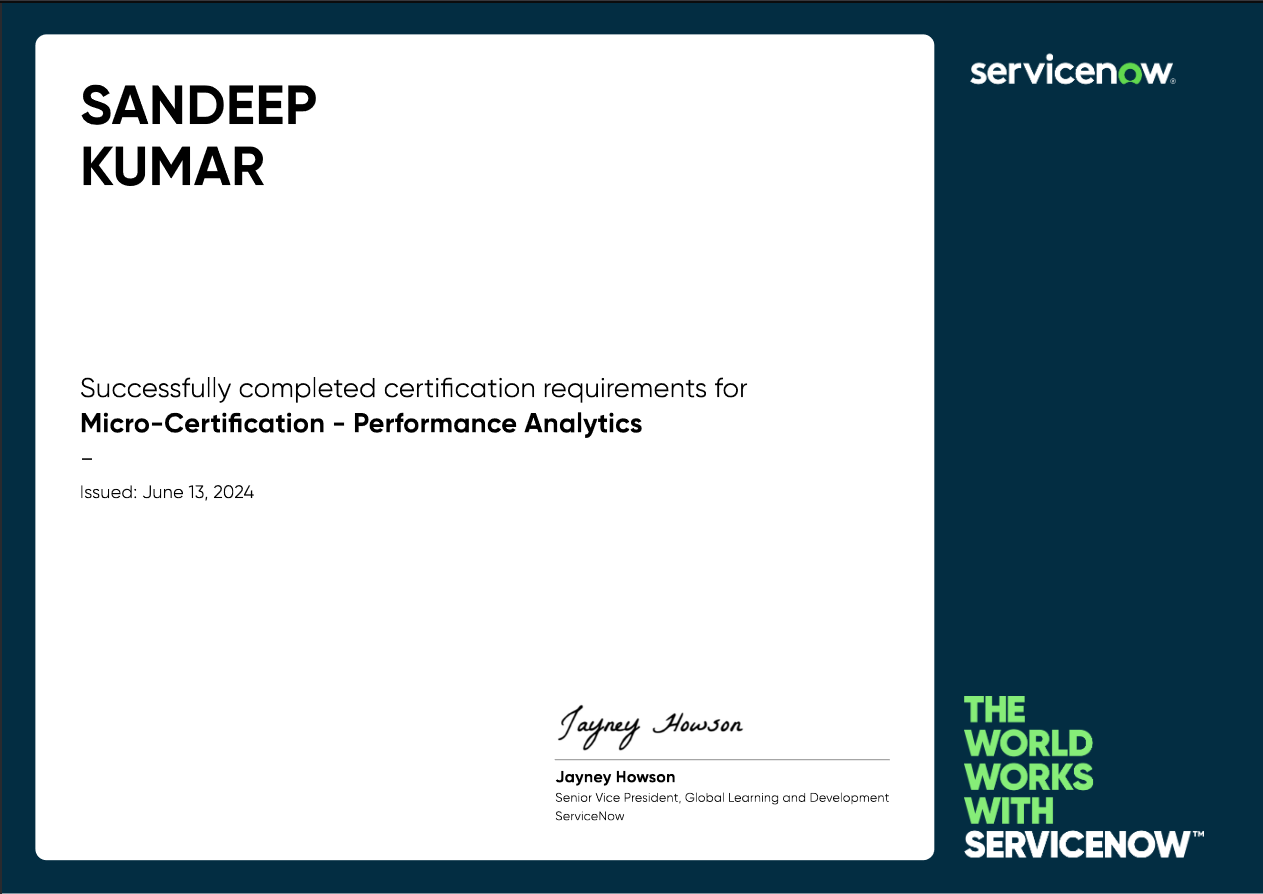 SANDEEP
KUMAR
Successfully completed certification requirements for
Micro-Certification - Performance Analytics
–
Issued: June 13, 2024
Jayney Howson
Jayney Howson
Senior Vice President, Global Learning and Development
ServiceNow
servicenow®
THE
WORLD
WORKS
WITH
SERVICENOW™